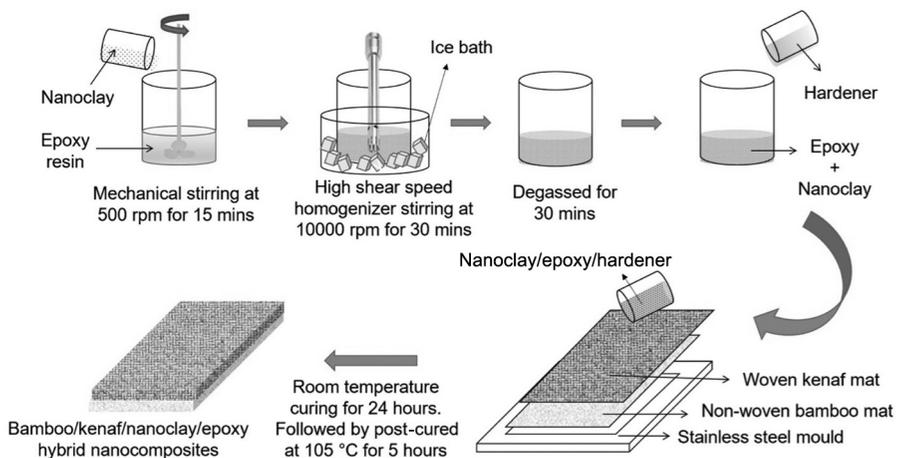 Nanoclay
Epoxy
resin
Mechanical stirring at
500 rpm for 15 mins
Ice bath
High shear speed
homogenizer stirring at
10000 rpm for 30 mins
Degassed for
30 mins
Hardener
Epoxy
+
Nanoclay
Nanoclay/epoxy/hardener
Woven kenaf mat
Non-woven bamboo mat
Stainless steel mould
Room temperature
curing for 24 hours.
Followed by post-cured
at 105 °C for 5 hours
Bamboo/kenaf/nanoclay/epoxy
hybrid nanocomposites